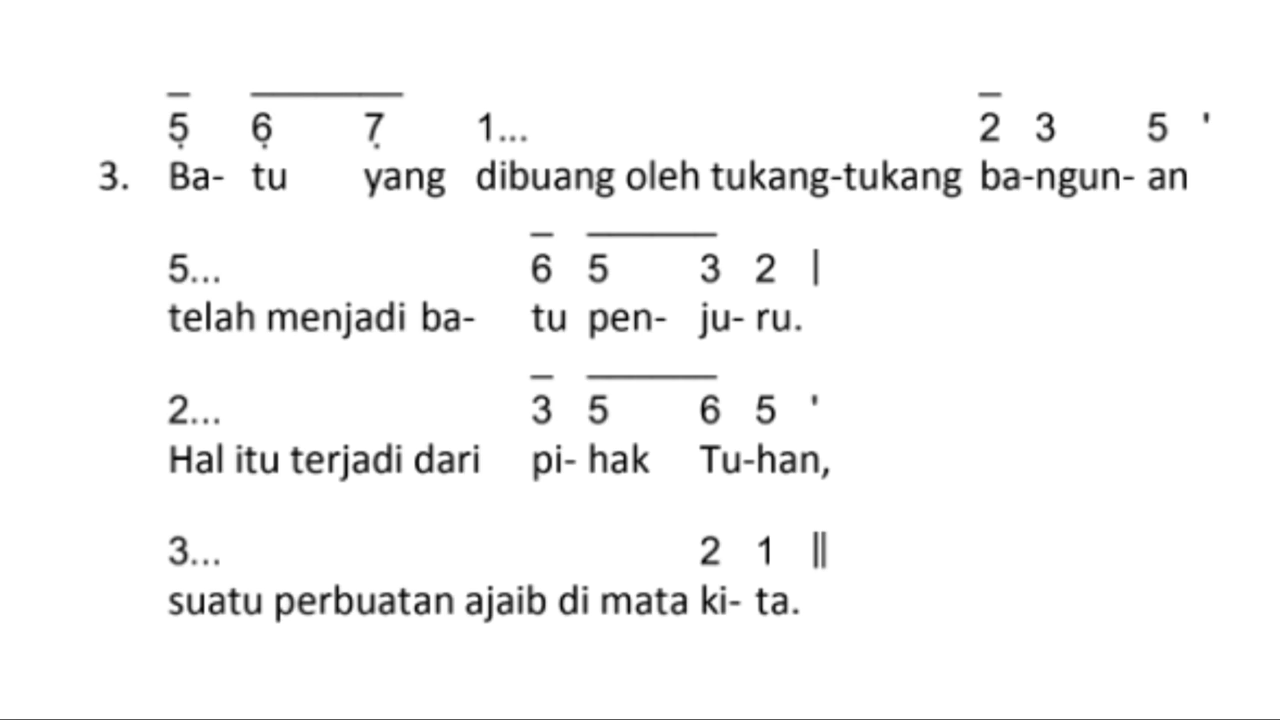 5̣ 6̣ 7̣ 1... 2 3 5 '
3. Ba- tu yang dibuang oleh tukang-tukang ba-ngun- an
5... 6 5 3 2 |
telah menjadi ba- tu pen- ju- ru.
2... 3 5 6 5 '
Hal itu terjadi dari pi- hak Tu-han,
3... 2 1 ||
suatu perbuatan ajaib di mata ki- ta.